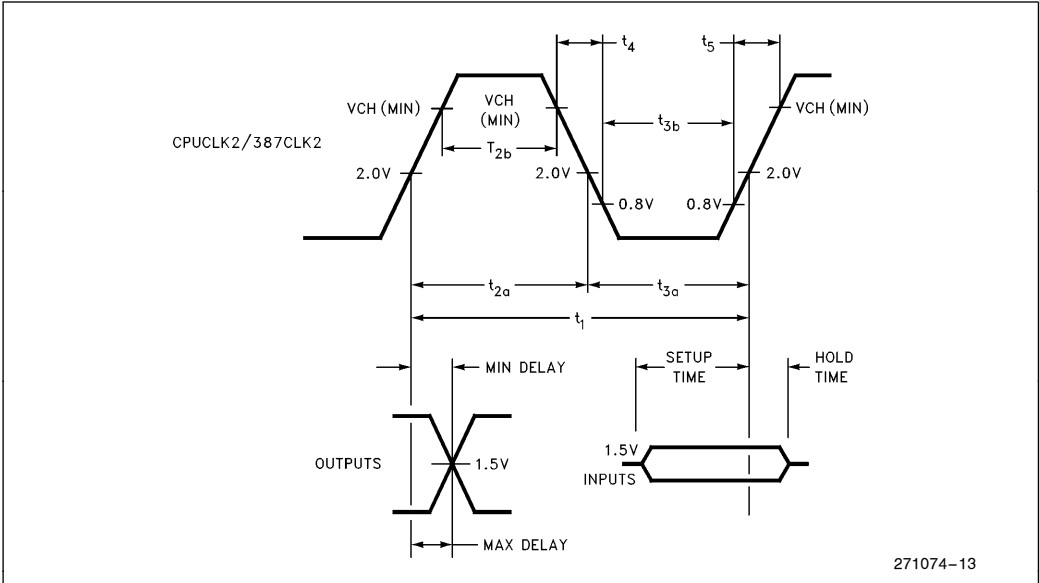 t4
t5
VCH (MIN)
VCH
(MIN)
VCH (MIN)
t3b
CPUCLK2/387CLK2
T2b
2.0V
2.0V
2.0V
0.8V
0.8V
t2a
t3a
t1
MIN DELAY
SETUP
TIME
HOLD
TIME
OUTPUTS
1.5V
1.5V
INPUTS
MAX DELAY
271074–13